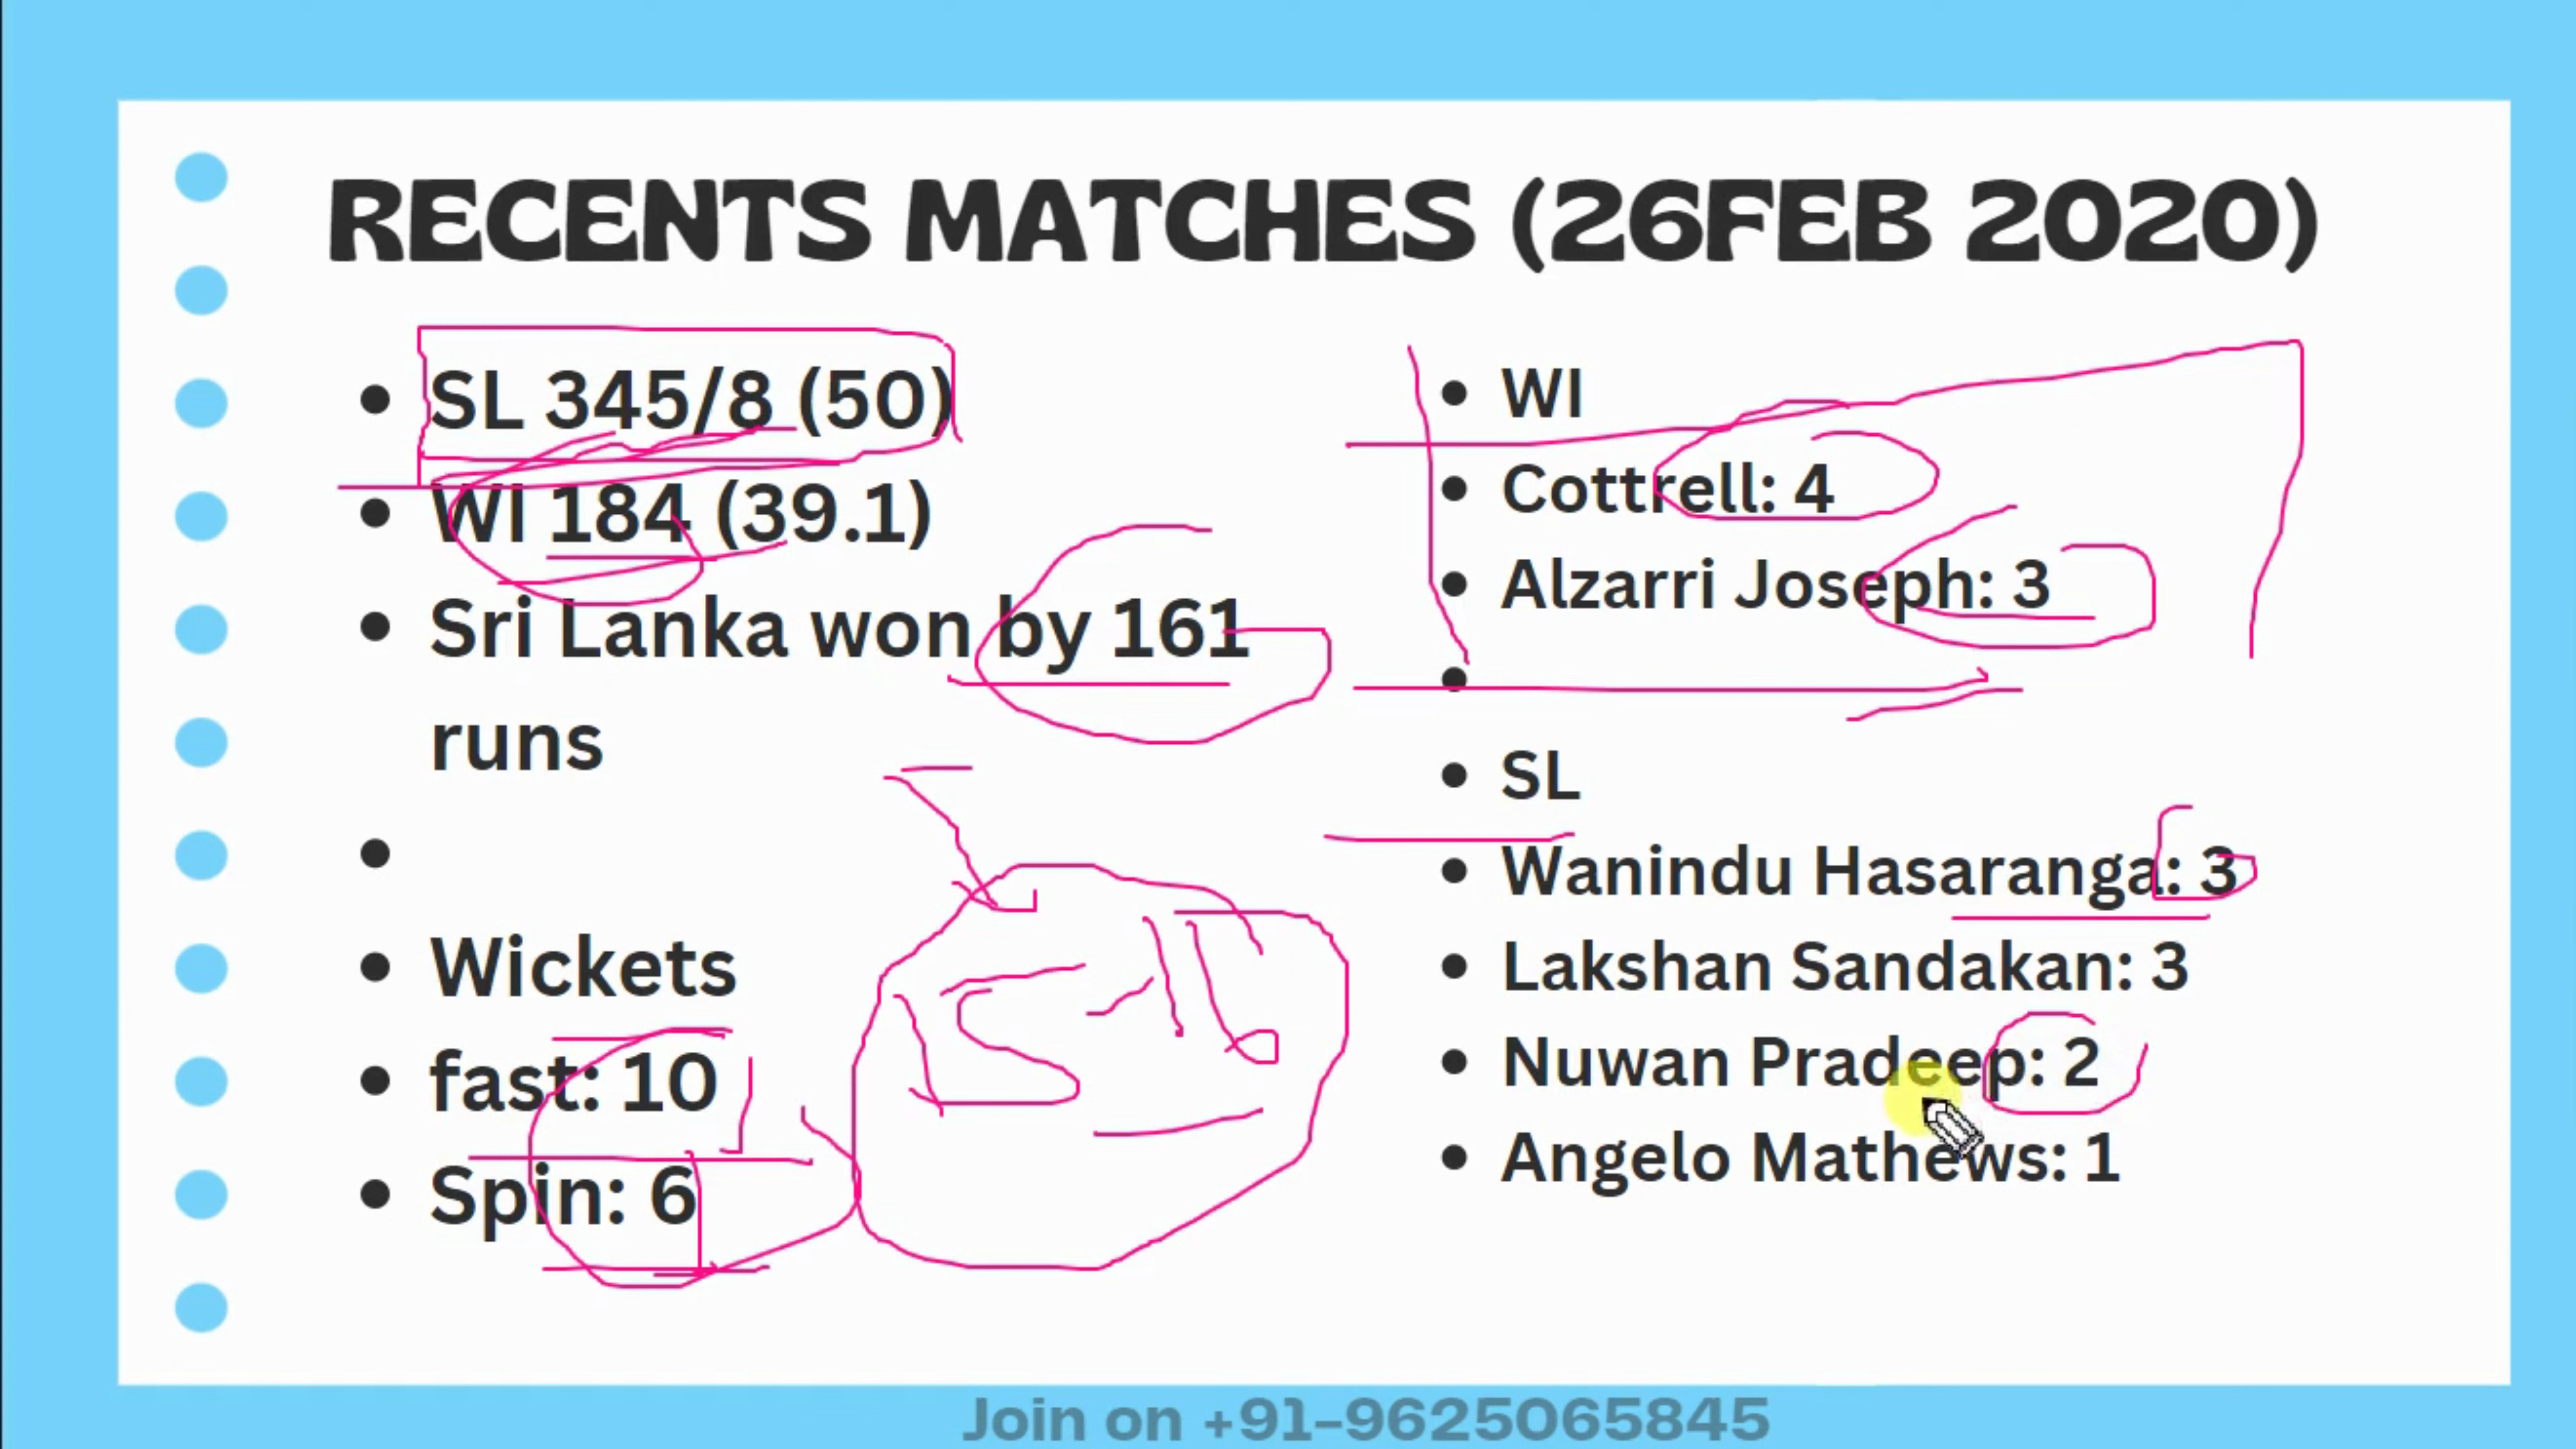 RECENTS MATCHES (26FEB 2020)
SL 345/8 (50)
WI 184 (39.1)
Sri Lanka won by 161
runs
Wickets
fast: 10
Spin: 6
WI
Cottrell: 4
Alzarri Joseph: 3
SL
Wanindu Hasaranga: 3
Lakshan Sandakan: 3
Nuwan Pradeep: 2
Angelo Mathews: 1
Join on +91-9625065845